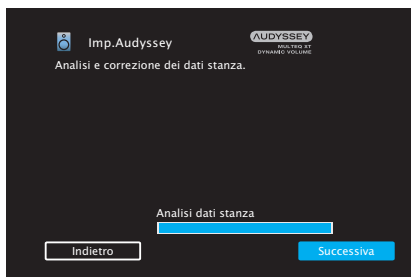 Imp.Audyssey
AUDYSSEY
MULTEQ XT
DYNAMIC VOLUME
Analisi e correzione dei dati stanza.
Analisi dati stanza
Indietro
Successiva